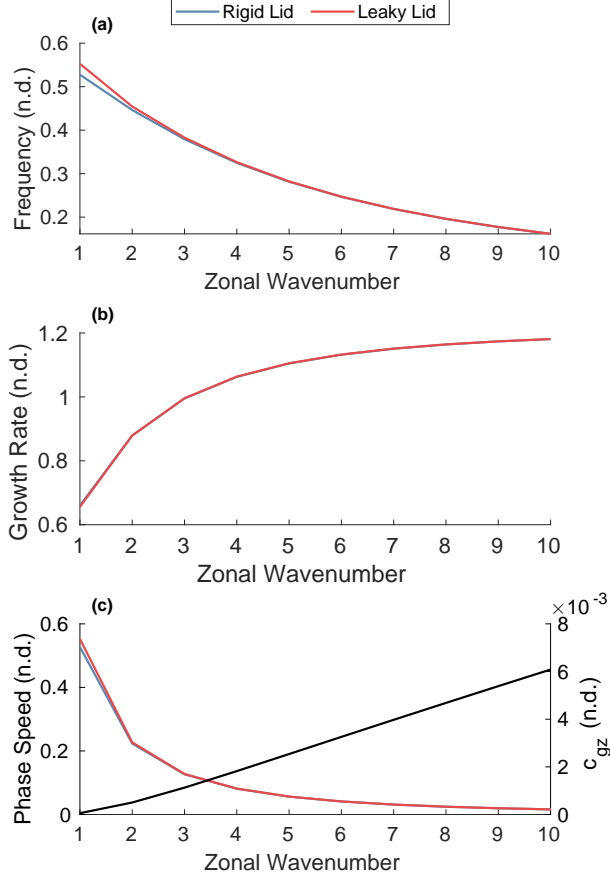 Rigid Lid Leaky Lid
(a)
0.6
0.5
0.4
0.3
0.2
Frequency (n.d.)
1 2 3 4 5 6 7 8 9 10
Zonal Wavenumber
(b)
1.2
1
0.8
0.6
Growth Rate (n.d.)
1 2 3 4 5 6 7 8 9 10
Zonal Wavenumber
(c)
×10⁻³
0.6
0.4
0.2
0
Phase Speed (n.d.)
8
6
4
2
0
c_gz (n.d.)
1 2 3 4 5 6 7 8 9 10
Zonal Wavenumber